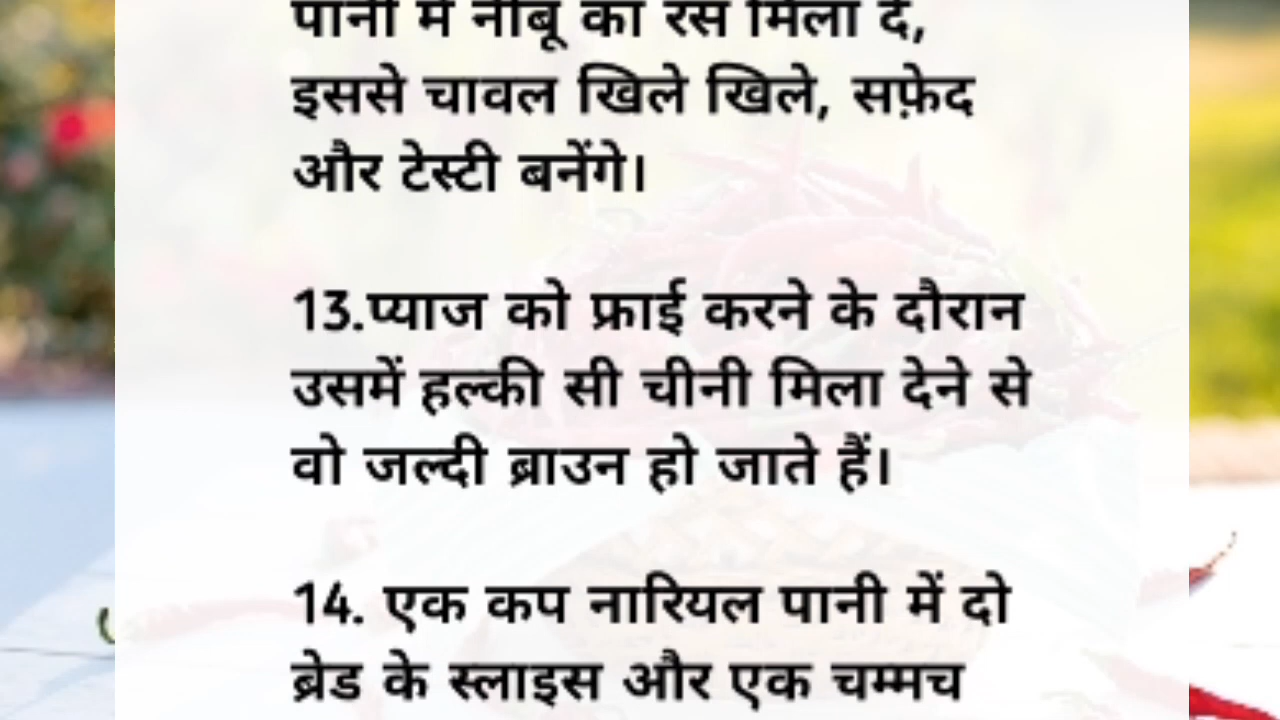 पानी में नींबू का रस मिला दें,
इससे चावल खिले खिले, सफ़ेद
और टेस्टी बनेंगे।
13.प्याज को फ्राई करने के दौरान
उसमें हल्की सी चीनी मिला देने से
वो जल्दी ब्राउन हो जाते हैं।
14. एक कप नारियल पानी में दो
ब्रेड के स्लाइस और एक चम्मच